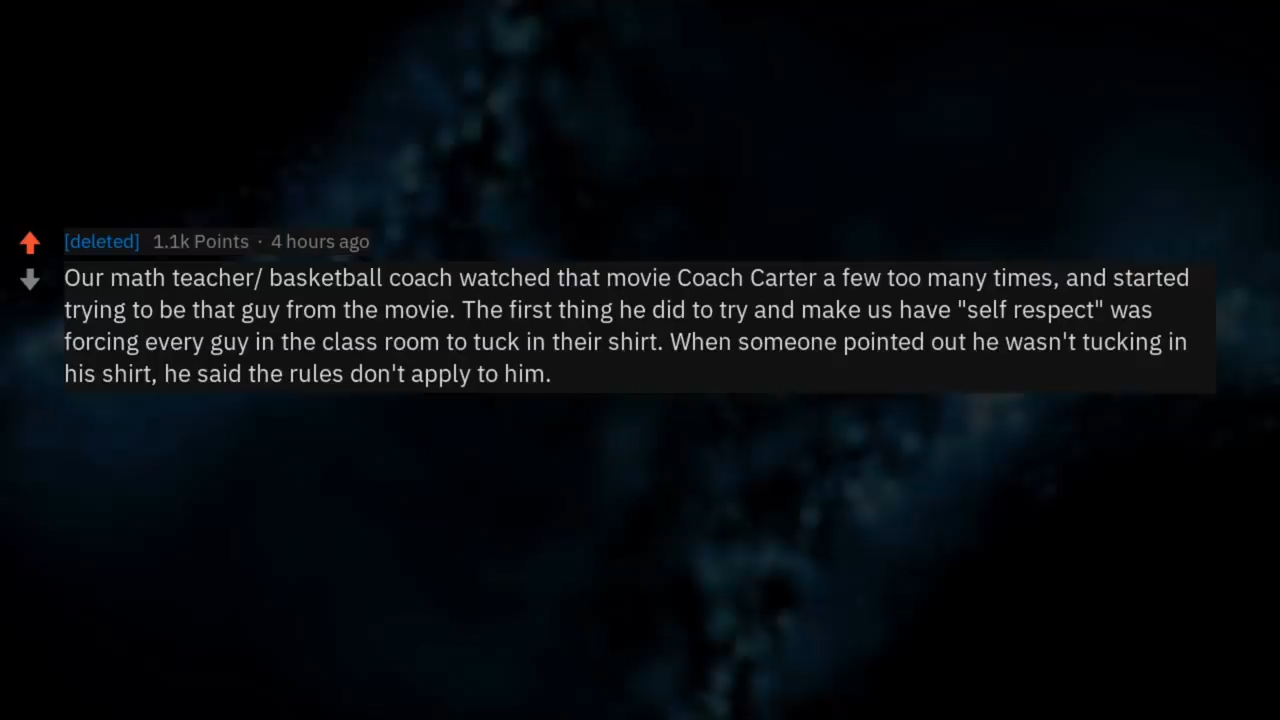 [deleted] 1.1k Points · 4 hours ago
Our math teacher/ basketball coach watched that movie Coach Carter a few too many times, and started
trying to be that guy from the movie. The first thing he did to try and make us have "self respect" was
forcing every guy in the class room to tuck in their shirt. When someone pointed out he wasn't tucking in
his shirt, he said the rules don't apply to him.